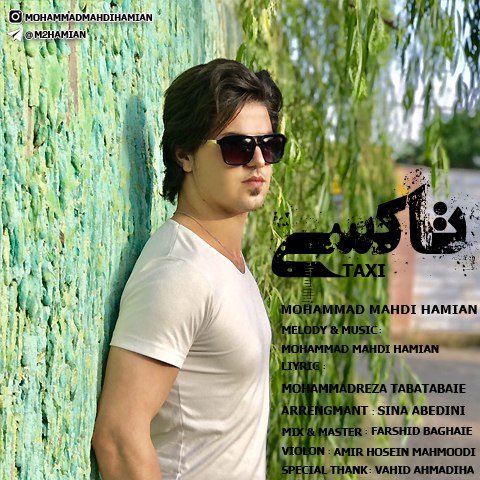 MOHAMMADMAHDIHAMIAN
@M2HAMIAN
تاکسی
TAXI
MOHAMMAD MAHDI HAMIAN
MELODY & MUSIC:
MOHAMMAD MAHDI HAMIAN
LIYRIC :
MOHAMMADREZA TABATABAIE
ARRENGMANT : SINA ABEDINI
MIX & MASTER : FARSHID BAGHAIE
VIOLON : AMIR HOSEIN MAHMOODI
SPECIAL THANK: VAHID AHMADIHA